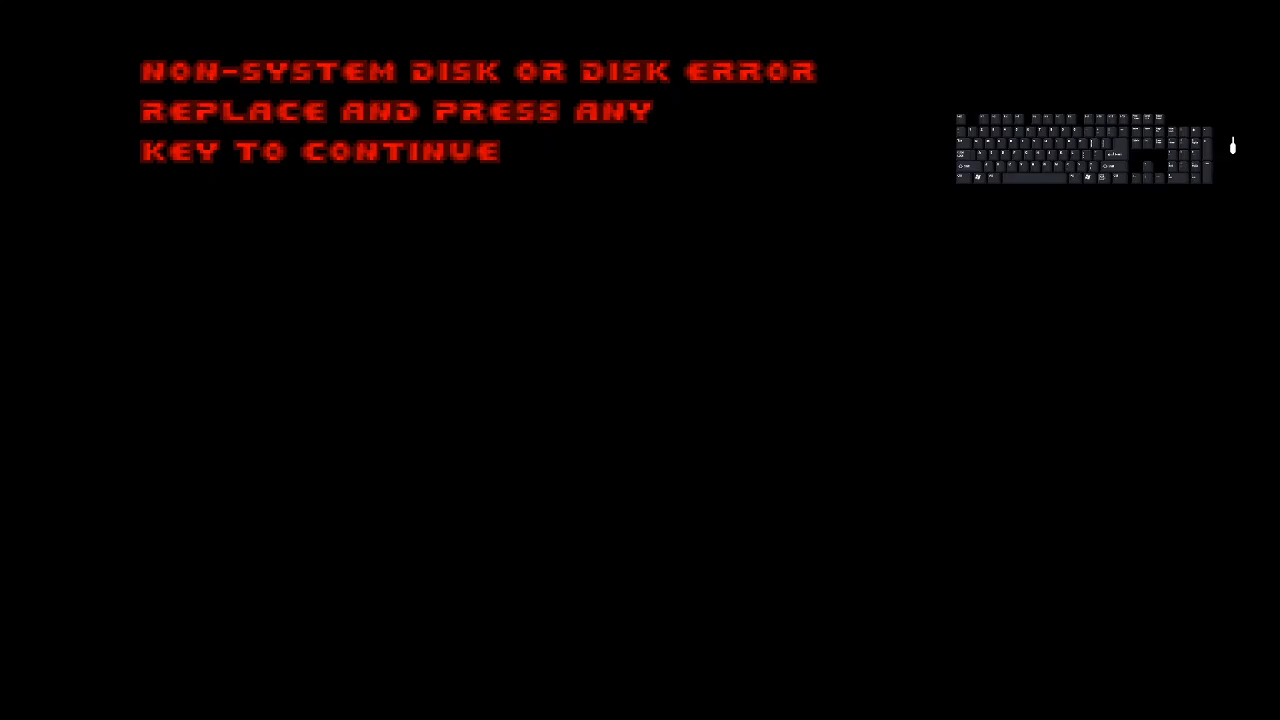 NON-SYSTEM DISK OR DISK ERROR
REPLACE AND PRESS ANY
KEY TO CONTINUE